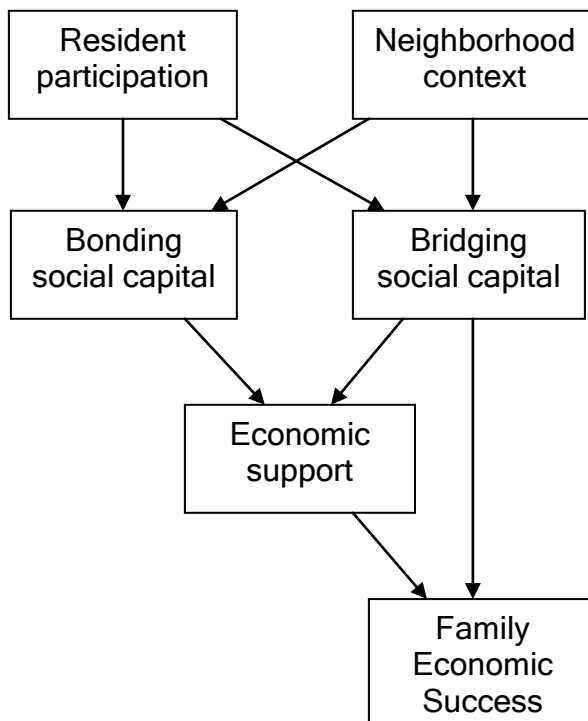 Resident
participation
Neighborhood
context
Bonding
social capital
Bridging
social capital
Economic
support
Family
Economic
Success